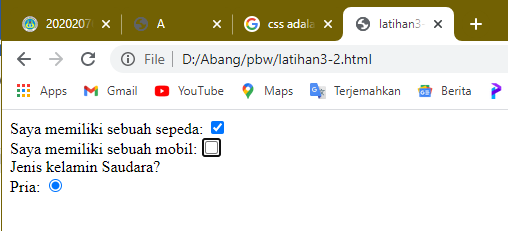 2020207
A
css adala
latihan3-
File | D:/Abang/pbw/latihan3-2.html
Apps
Gmail
YouTube
Maps
Terjemahkan
Berita
Saya memiliki sebuah sepeda:
Saya memiliki sebuah mobil:
Jenis kelamin Saudara?
Pria: